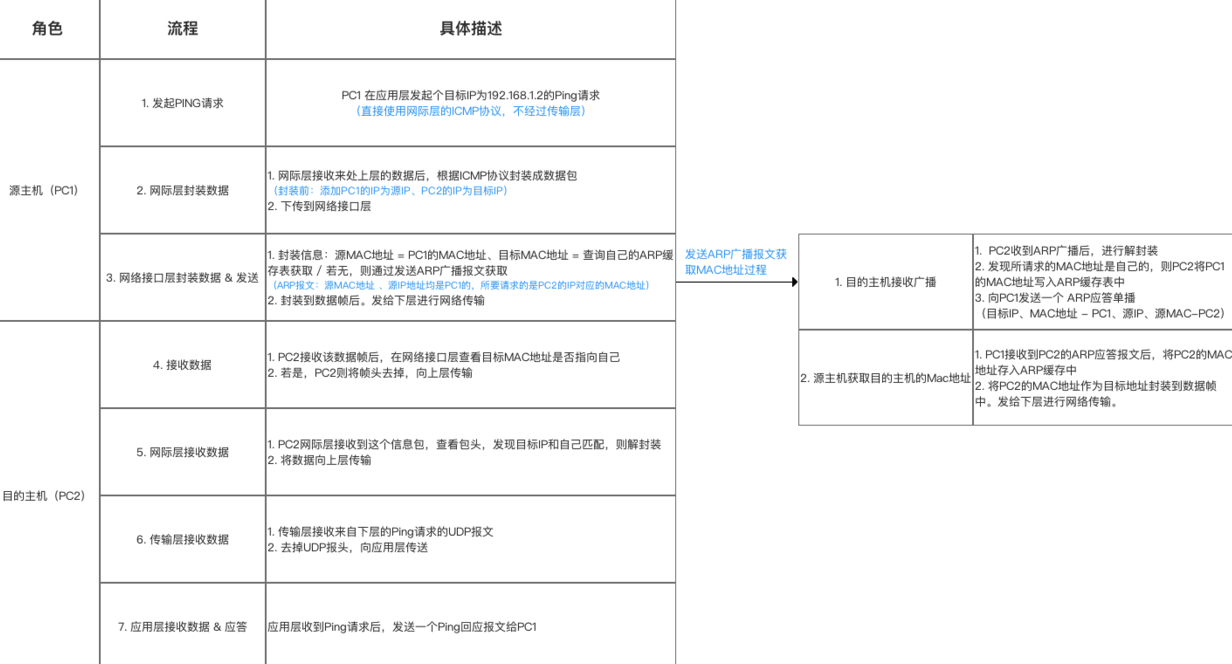 角色
流程
具体描述
源主机（PC1）
1. 发起PING请求
PC1 在应用层发起个目标IP为192.168.1.2的Ping请求
（直接使用网际层的ICMP协议，不经过传输层）
2. 网际层封装数据
1. 网际层接收来处上层的数据后，根据ICMP协议封装成数据包
（封装前：添加PC1的IP为源IP、PC2的IP为目标IP）
2. 下传到网络接口层
3. 网络接口层封装数据 & 发送
1. 封装信息：源MAC地址 = PC1的MAC地址、目标MAC地址 = 查询自己的ARP缓
存表获取 / 若无，则通过发送ARP广播报文获取
（ARP报文：源MAC地址 、源IP地址均是PC1的，所要请求的是PC2的IP对应的MAC地址）
2. 封装到数据帧后。发给下层进行网络传输
目的主机（PC2）
4. 接收数据
1. PC2接收该数据帧后，在网络接口层查看目标MAC地址是否指向自己
2. 若是，PC2则将帧头去掉，向上层传输
5. 网际层接收数据
1. PC2网际层接收到这个信息包，查看包头，发现目标IP和自己匹配，则解封装
2. 将数据向上层传输
6. 传输层接收数据
1. 传输层接收来自下层的Ping请求的UDP报文
2. 去掉UDP报头，向应用层传送
7. 应用层接收数据 & 应答
应用层收到Ping请求后，发送一个Ping回应报文给PC1
发送ARP广播报文获
取MAC地址过程
1. 目的主机接收广播
1. PC2收到ARP广播后，进行解封装
2. 发现所请求的MAC地址是自己的，则PC2将PC1
的MAC地址写入ARP缓存表中
3. 向PC1发送一个 ARP应答单播
（目标IP、MAC地址 - PC1、源IP、源MAC-PC2）
2. 源主机获取目的主机的Mac地址
1. PC1接收到PC2的ARP应答报文后，将PC2的MAC
地址存入ARP缓存中
2. 将PC2的MAC地址作为目标地址封装到数据帧
中。发给下层进行网络传输。